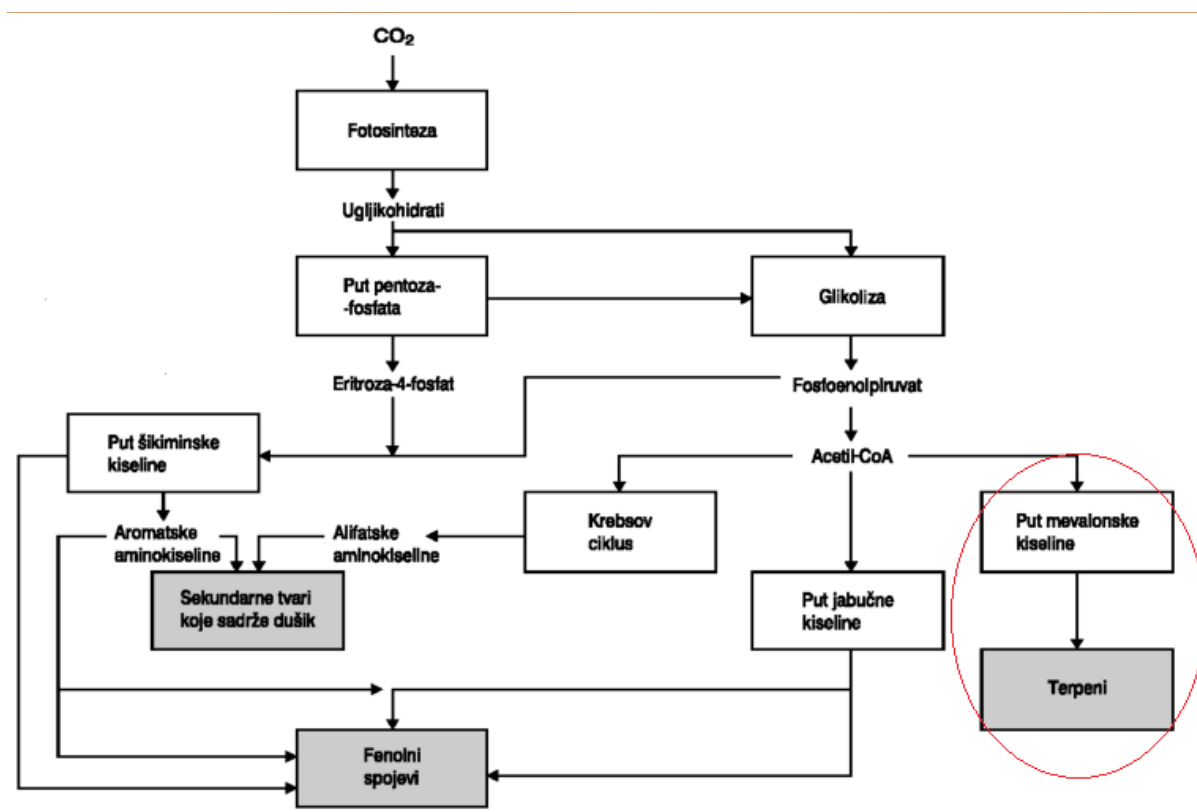 CO₂
Fotosinteza
Ugljikohidrati
Put pentoza-
-fosfata
Glikoliza
Eritroza-4-fosfat
Fosfoenolpiruvat
Put šikiminske
kiseline
Acetil-CoA
Aromatske
aminokiseline
Alifatske
aminokiseline
Krebsov
ciklus
Put mevalonske
kiseline
Sekundarne tvari
koje sadrže dušik
Put jabučne
kiseline
Terpeni
Fenolni
spojevi